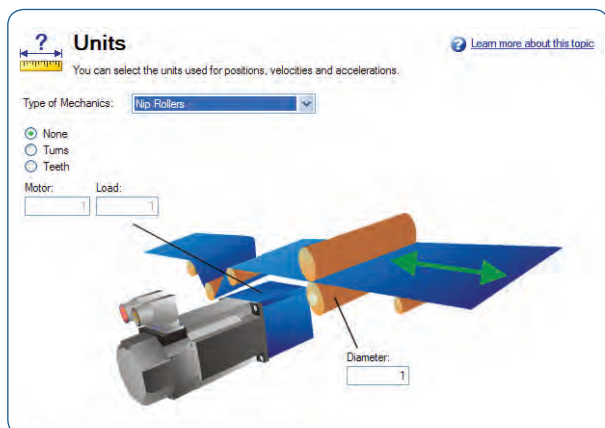 ?
Units
? Learn more about this topic
You can select the units used for positions, velocities and accelerations.
Type of Mechanics: Nip Rollers
None
Turns
Teeth
Motor: Load:
1 1
Diameter:
1